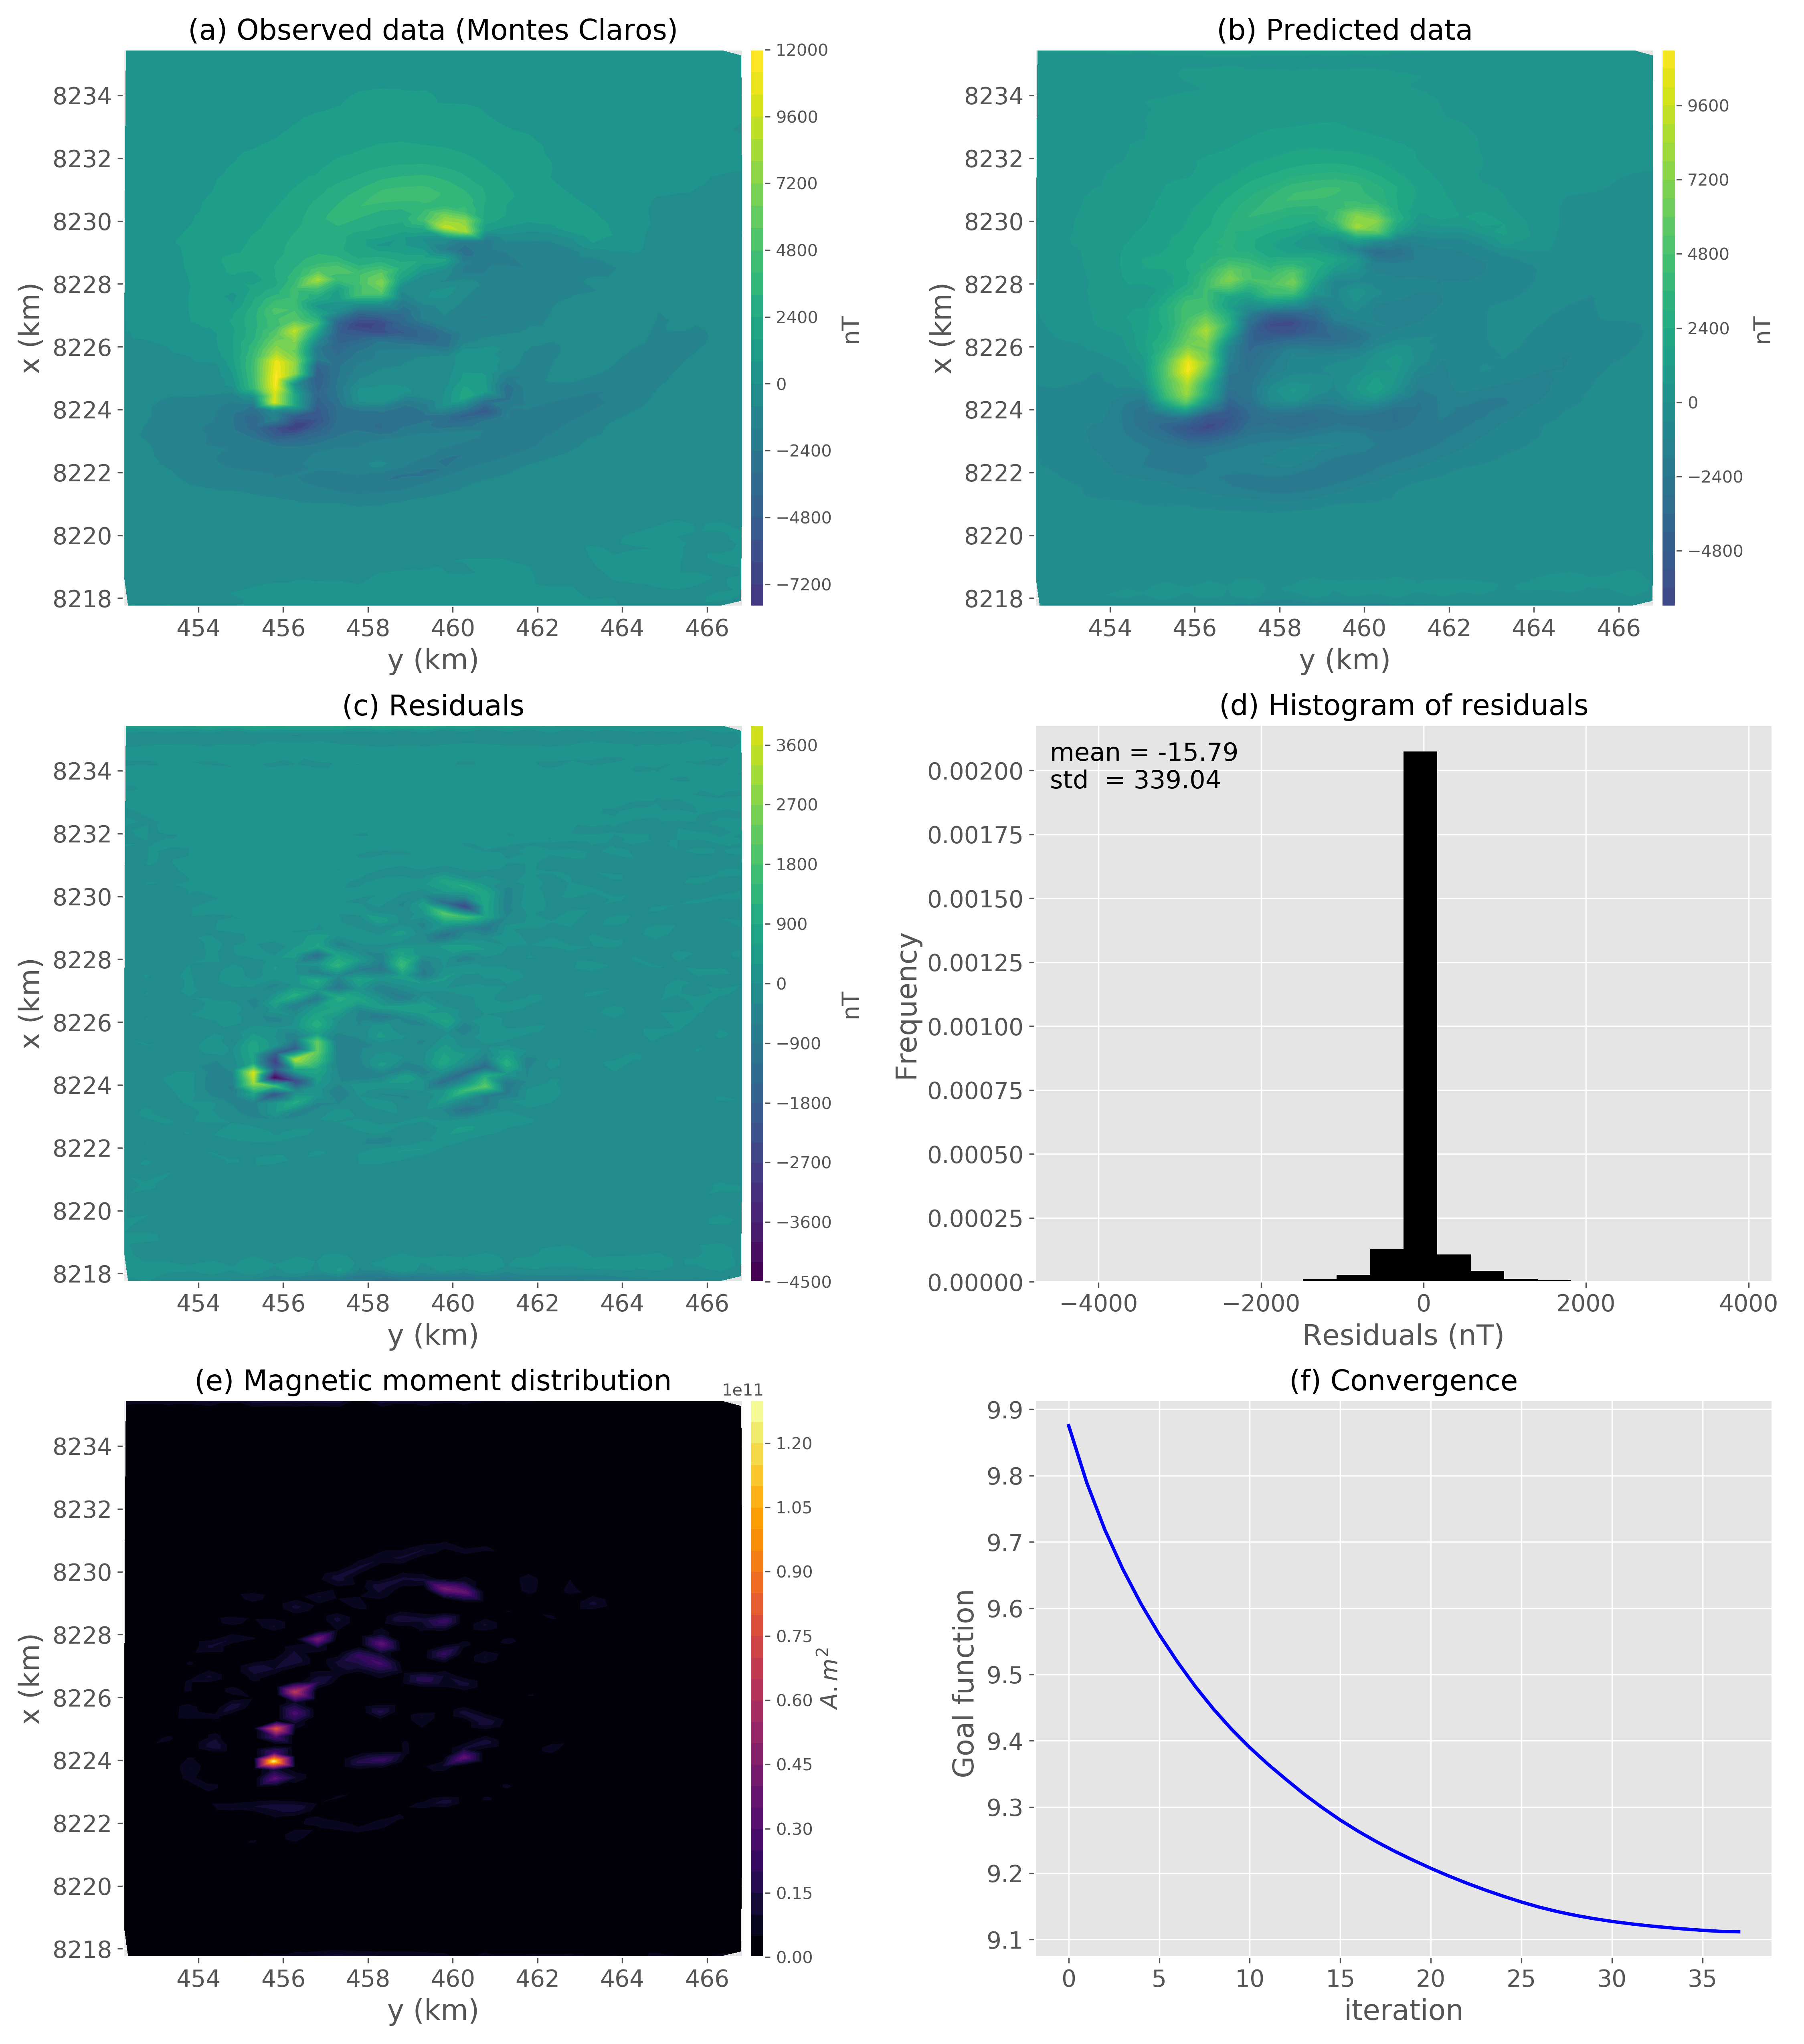 (a) Observed data (Montes Claros)
12000
9600
7200
4800
2400
0
−2400
−4800
−7200
nT
8234
8232
8230
8228
8226
8224
8222
8220
8218
x (km)
454 456 458 460 462 464 466
y (km)
(b) Predicted data
9600
7200
4800
2400
0
−2400
−4800
nT
8234
8232
8230
8228
8226
8224
8222
8220
8218
x (km)
454 456 458 460 462 464 466
y (km)
(c) Residuals
3600
2700
1800
900
0
−900
−1800
−2700
−3600
−4500
nT
8234
8232
8230
8228
8226
8224
8222
8220
8218
x (km)
454 456 458 460 462 464 466
y (km)
(d) Histogram of residuals
mean = -15.79
std = 339.04
0.00200
0.00175
0.00150
0.00125
0.00100
0.00075
0.00050
0.00025
0.00000
Frequency
−4000 −2000 0 2000 4000
Residuals (nT)
(e) Magnetic moment distribution
1e11
1.20
1.05
0.90
0.75
0.60
0.45
0.30
0.15
0.00
A.m²
8234
8232
8230
8228
8226
8224
8222
8220
8218
x (km)
454 456 458 460 462 464 466
y (km)
(f) Convergence
9.9
9.8
9.7
9.6
9.5
9.4
9.3
9.2
9.1
Goal function
0 5 10 15 20 25 30 35
iteration